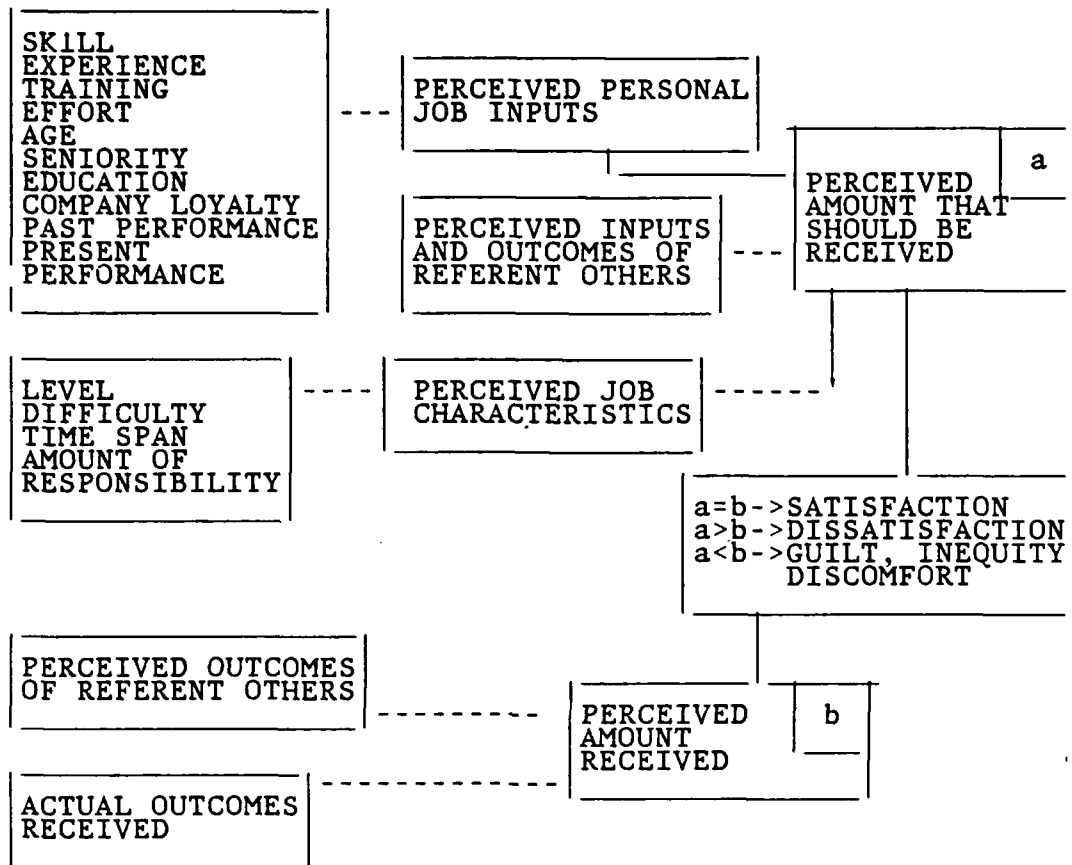 SKILL
EXPERIENCE
TRAINING
EFFORT
AGE
SENIORITY
EDUCATION
COMPANY LOYALTY
PAST PERFORMANCE
PRESENT
PERFORMANCE
PERCEIVED PERSONAL
JOB INPUTS
PERCEIVED INPUTS
AND OUTCOMES OF
REFERENT OTHERS
a
PERCEIVED
AMOUNT THAT
SHOULD BE
RECEIVED
LEVEL
DIFFICULTY
TIME SPAN
AMOUNT OF
RESPONSIBILITY
PERCEIVED JOB
CHARACTERISTICS
a=b->SATISFACTION
a>b->DISSATISFACTION
a<b->GUILT, INEQUITY
DISCOMFORT
PERCEIVED OUTCOMES
OF REFERENT OTHERS
PERCEIVED
AMOUNT
RECEIVED
b
ACTUAL OUTCOMES
RECEIVED